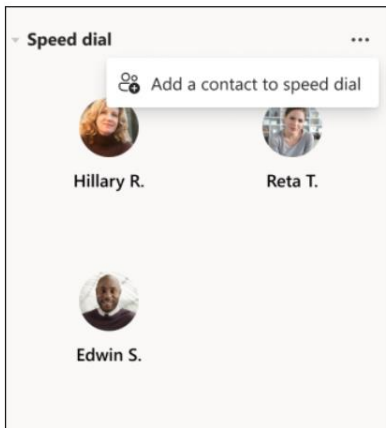 Speed dial
Add a contact to speed dial
Hillary R.
Reta T.
Edwin S.